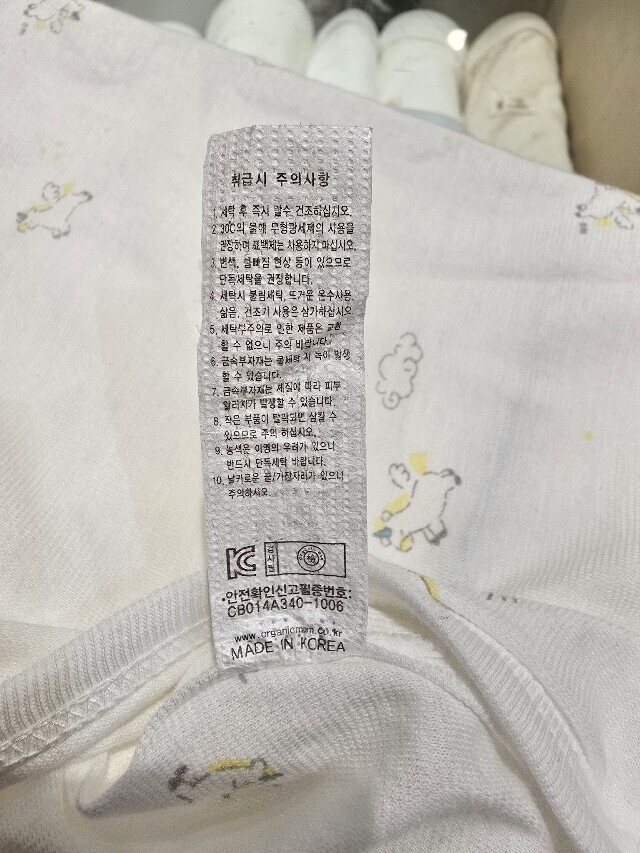 취급시 주의사항
1. 세탁 후 즉시 탈수 건조하십시오.
2. 30℃의 물에 무형광세제의 사용을
권장하며 표백제는 사용하지 마십시오.
3. 변색, 물빠짐 현상 등이 있으므로
단독세탁을 권장합니다.
4. 세탁시 불림세탁, 뜨거운 온수사용,
삶음, 건조기 사용은 삼가하십시오.
5. 세탁부주의로 인한 제품은 교환
할 수 없으니 주의 바랍니다.
6. 금속부자재는 물세탁 시 녹이 발생
할 수 있습니다.
7. 금속부자재는 체질에 따라 피부
알러지가 발생할 수 있습니다.
8. 작은 부품이 탈락되면 삼킬 수
있으므로 주의 하십시오.
9. 농색은 이염의 우려가 있으니
반드시 단독세탁 바랍니다.
10. 날카로운 끝/가장자리가 있으니
주의하십시오
KC 검사필
•안전확인신고필증번호:
CB014A340-1006
www.organicmom.co.kr
MADE IN KOREA